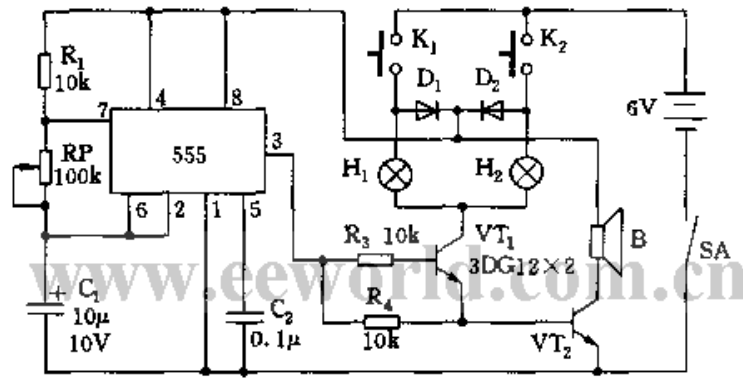 R1
10k
7
4
8
3
555
RP
100k
6
2
1
5
C1
+
10μ
10V
C2
0.1μ
K1
K2
D1
D2
H1
H2
6V
R3 10k
VT1
3DG12×2
R4
10k
VT2
B
SA
www.eeworld.com.cn